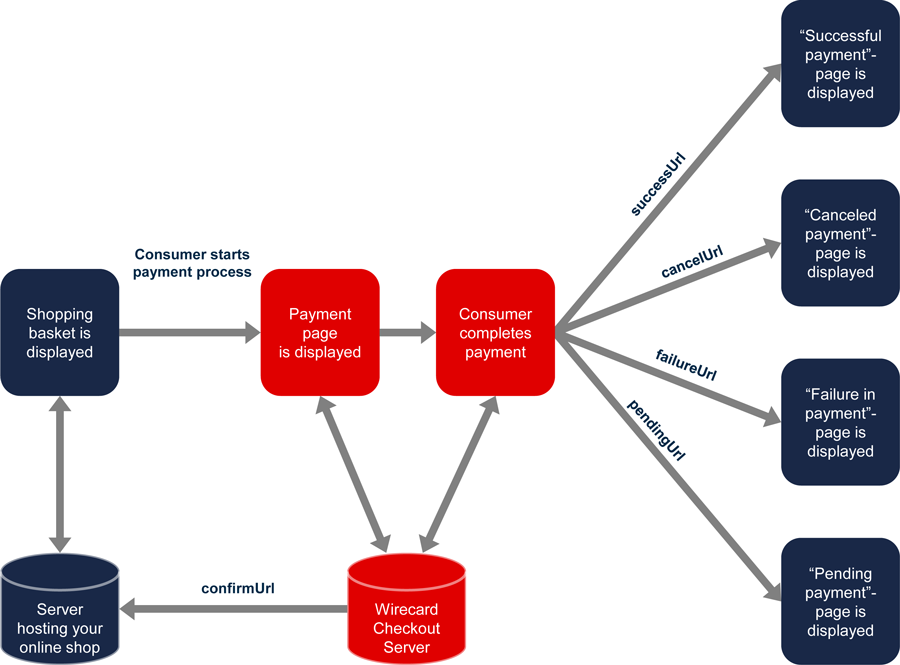 “Successful
payment”-
page is
displayed
successUrl
“Canceled
payment”-
page is
displayed
cancelUrl
Consumer starts
payment process
Shopping
basket is
displayed
Payment
page
is displayed
Consumer
completes
payment
failureUrl
“Failure in
payment”-
page is
displayed
pendingUrl
“Pending
payment”-
page is
displayed
confirmUrl
Server
hosting your
online shop
Wirecard
Checkout
Server